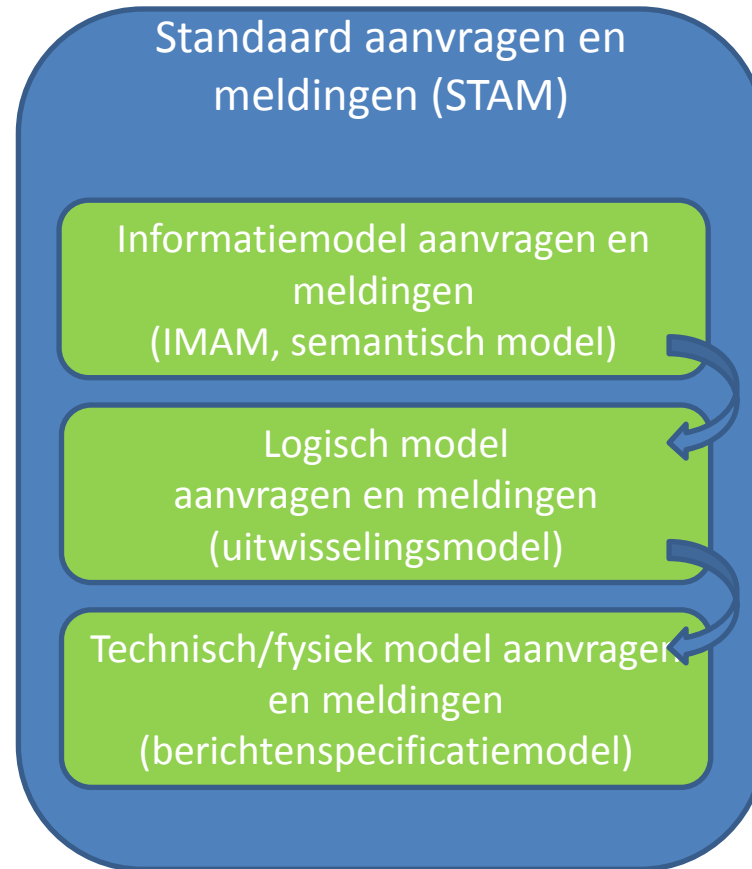 Standaard aanvragen en
meldingen (STAM)
Informatiemodel aanvragen en
meldingen
(IMAM, semantisch model)
Logisch model
aanvragen en meldingen
(uitwisselingsmodel)
Technisch/fysiek model aanvragen
en meldingen
(berichtenspecificatiemodel)